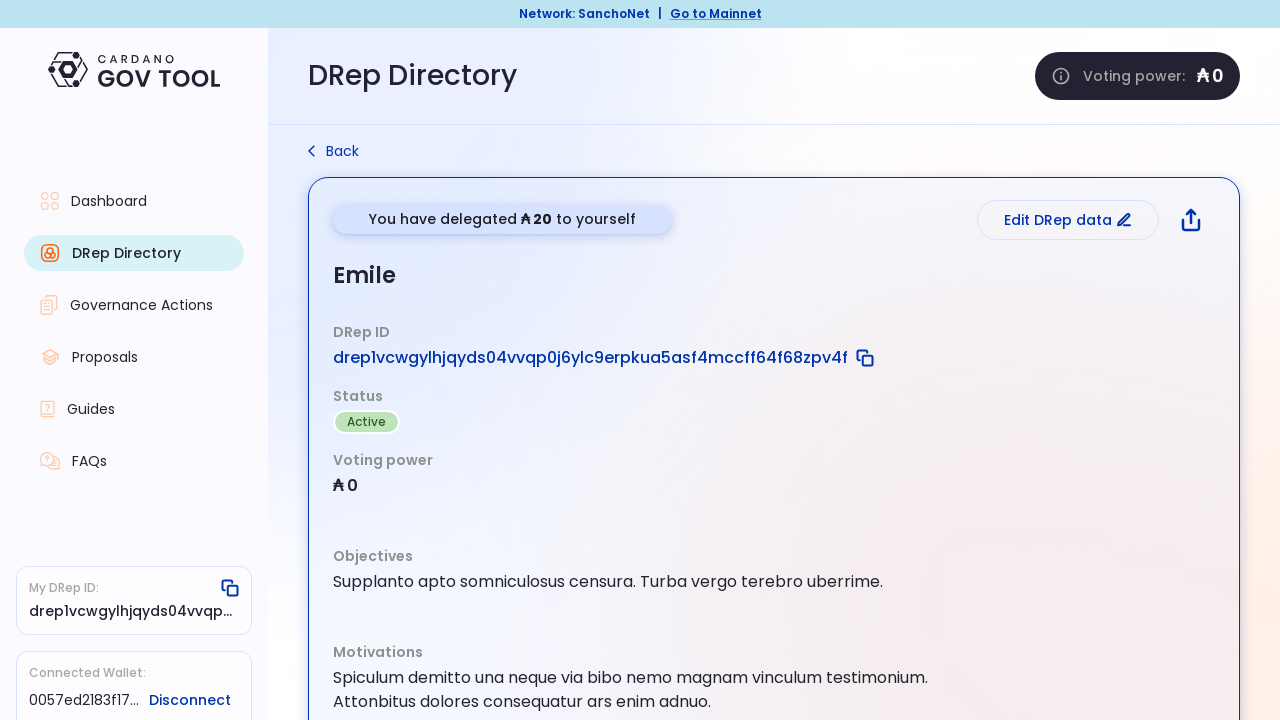 Network: SanchoNet | Go to Mainnet
CARDANO
GOV TOOL
DRep Directory
Voting power: ₳0
Dashboard
DRep Directory
Governance Actions
Proposals
Guides
FAQs
My DRep ID:
drep1vcwgylhjqyds04vvqp...
Connected Wallet:
0057ed2183f17... Disconnect
Back
You have delegated ₳20 to yourself
Edit DRep data
Emile
DRep ID
drep1vcwgylhjqyds04vvqp0j6ylc9erpkua5asf4mccff64f68zpv4f
Status
Active
Voting power
₳0
Objectives
Supplanto apto somniculosus censura. Turba vergo terebro uberrime.
Motivations
Spiculum demitto una neque via bibo nemo magnam vinculum testimonium.
Attonbitus dolores consequatur ars enim adnuo.